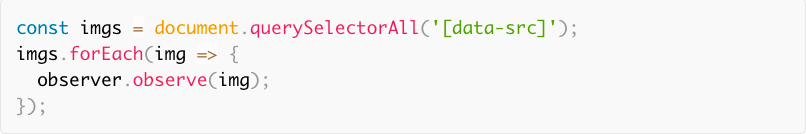 const imgs = document.querySelectorAll('[data-src]');
imgs.forEach(img => {
  observer.observe(img);
});